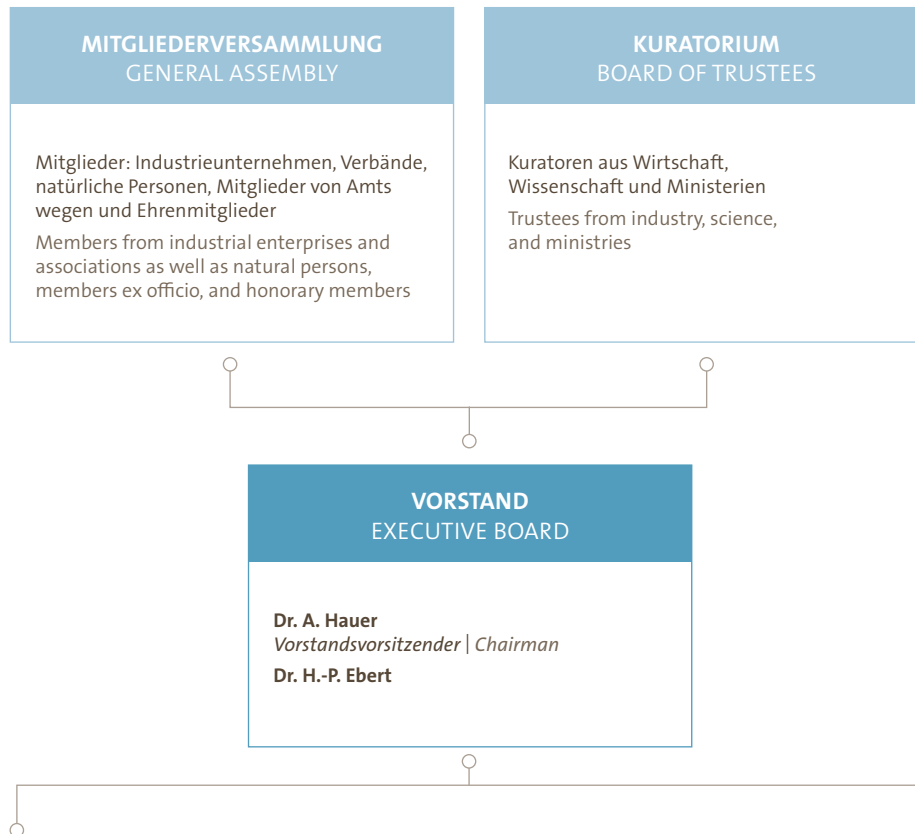 MITGLIEDERVERSAMMLUNG
GENERAL ASSEMBLY
Mitglieder: Industrieunternehmen, Verbände,
natürliche Personen, Mitglieder von Amts
wegen und Ehrenmitglieder
Members from industrial enterprises and
associations as well as natural persons,
members ex officio, and honorary members
KURATORIUM
BOARD OF TRUSTEES
Kuratoren aus Wirtschaft,
Wissenschaft und Ministerien
Trustees from industry, science,
and ministries
VORSTAND
EXECUTIVE BOARD
Dr. A. Hauer
Vorstandsvorsitzender | Chairman
Dr. H.-P. Ebert